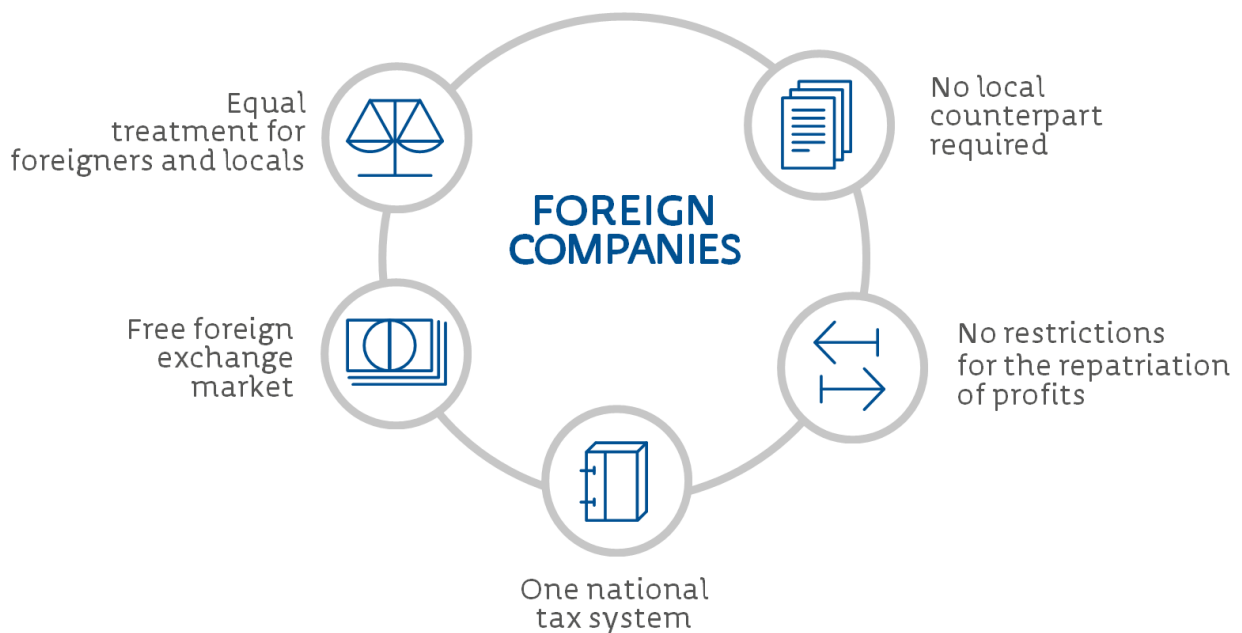 FOREIGN
COMPANIES
Equal
treatment for
foreigners and locals
No local
counterpart
required
Free foreign
exchange
market
No restrictions
for the repatriation
of profits
One national
tax system